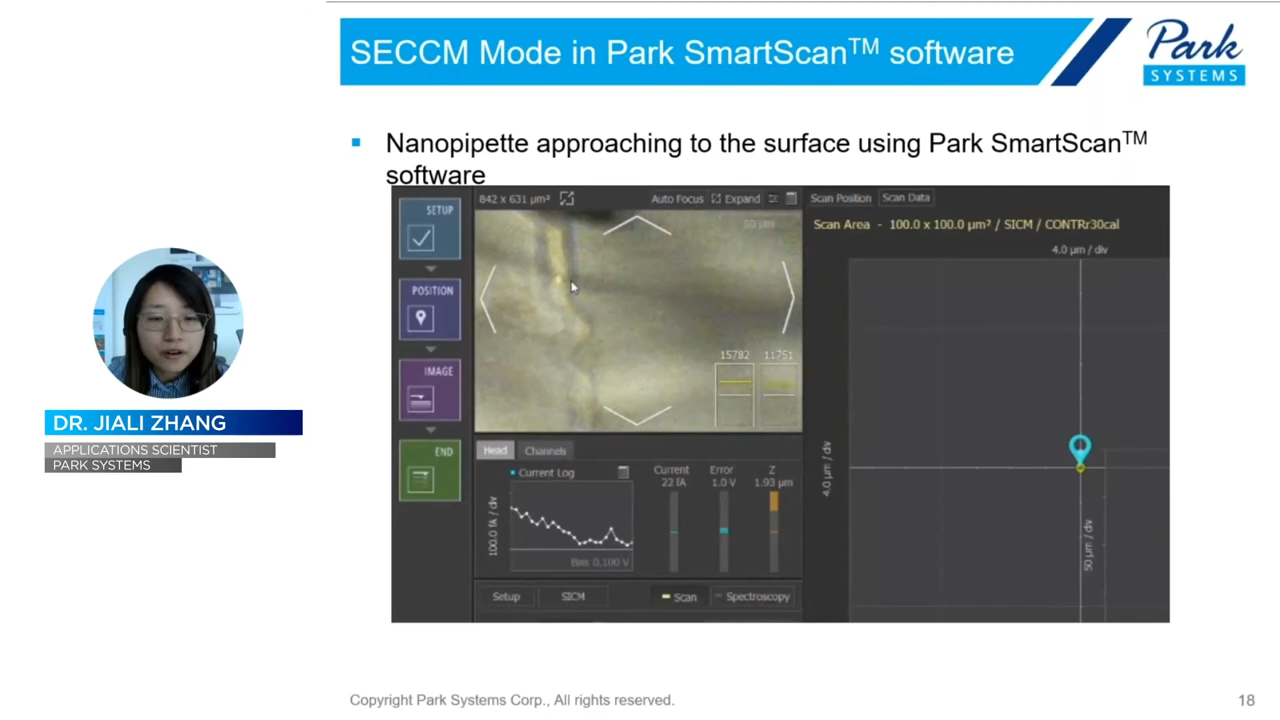 SECCM Mode in Park SmartScan™ software
Park
SYSTEMS
Nanopipette approaching to the surface using Park SmartScan™
software
842 x 631 µm²
Auto Focus
Expand
Scan Position
Scan Data
SETUP
50 µm
Scan Area - 100.0 x 100.0 µm² / SICM / CONTRr30cal
4.0 µm / div
POSITION
15782
11751
IMAGE
DR. JIALI ZHANG
APPLICATIONS SCIENTIST
PARK SYSTEMS
END
Head
Channels
Current Log
Current
22 fA
Error
1.0 V
Z
1.93 µm
100.0 fA / div
Bias 0.100 V
4.0 µm / div
50 µm / div
Setup
SICM
Scan
Spectroscopy
Copyright Park Systems Corp., All rights reserved.
18